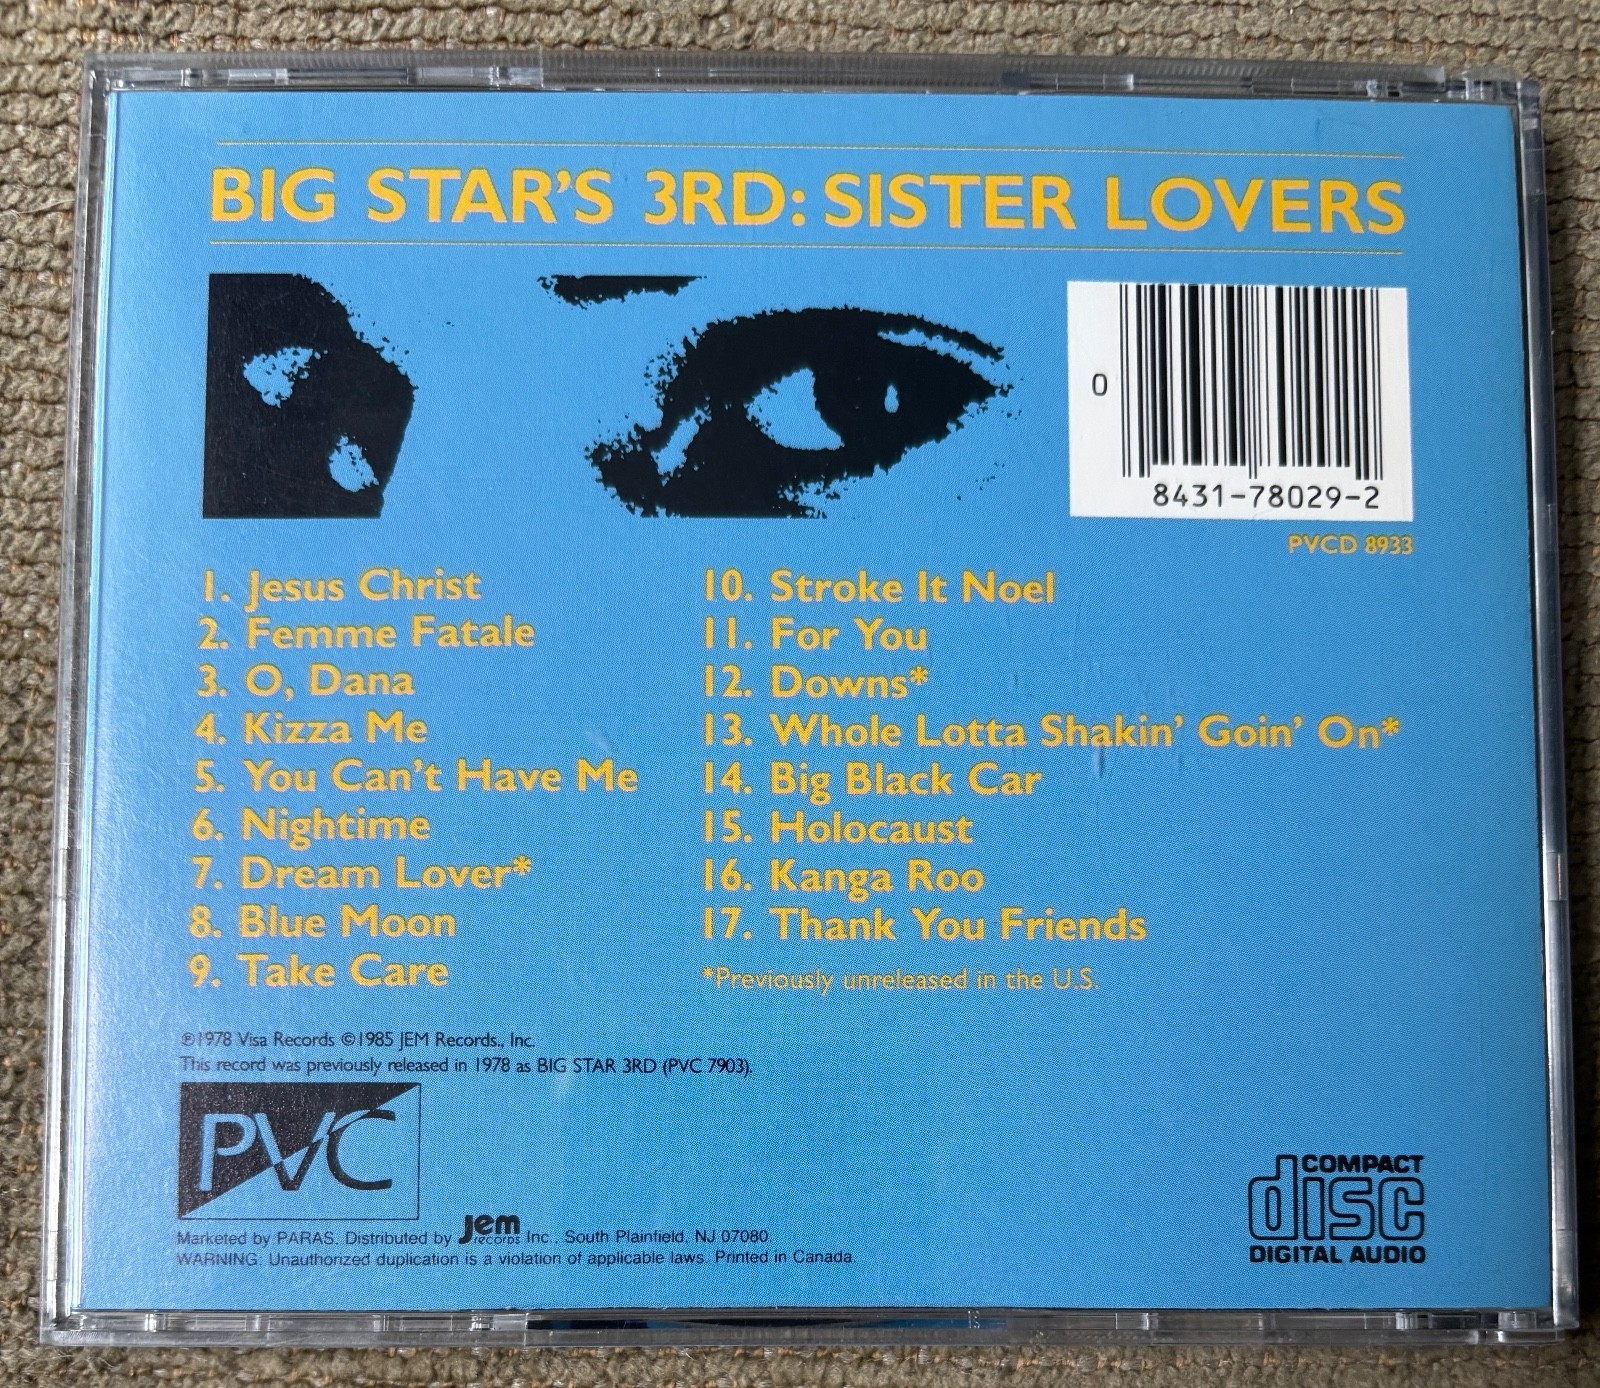 BIG STAR'S 3RD: SISTER LOVERS
0
8431-78029-2
PVCD 8933
1. Jesus Christ
2. Femme Fatale
3. O, Dana
4. Kizza Me
5. You Can't Have Me
6. Nightime
7. Dream Lover*
8. Blue Moon
9. Take Care
10. Stroke It Noel
11. For You
12. Downs*
13. Whole Lotta Shakin' Goin' On*
14. Big Black Car
15. Holocaust
16. Kanga Roo
17. Thank You Friends
*Previously unreleased in the U.S.
℗1978 Visa Records ©1985 JEM Records., Inc.
This record was previously released in 1978 as BIG STAR 3RD (PVC 7903).
PVC
Marketed by PARAS. Distributed by Jem records Inc., South Plainfield, NJ 07080.
WARNING: Unauthorized duplication is a violation of applicable laws. Printed in Canada
COMPACT
disc
DIGITAL AUDIO